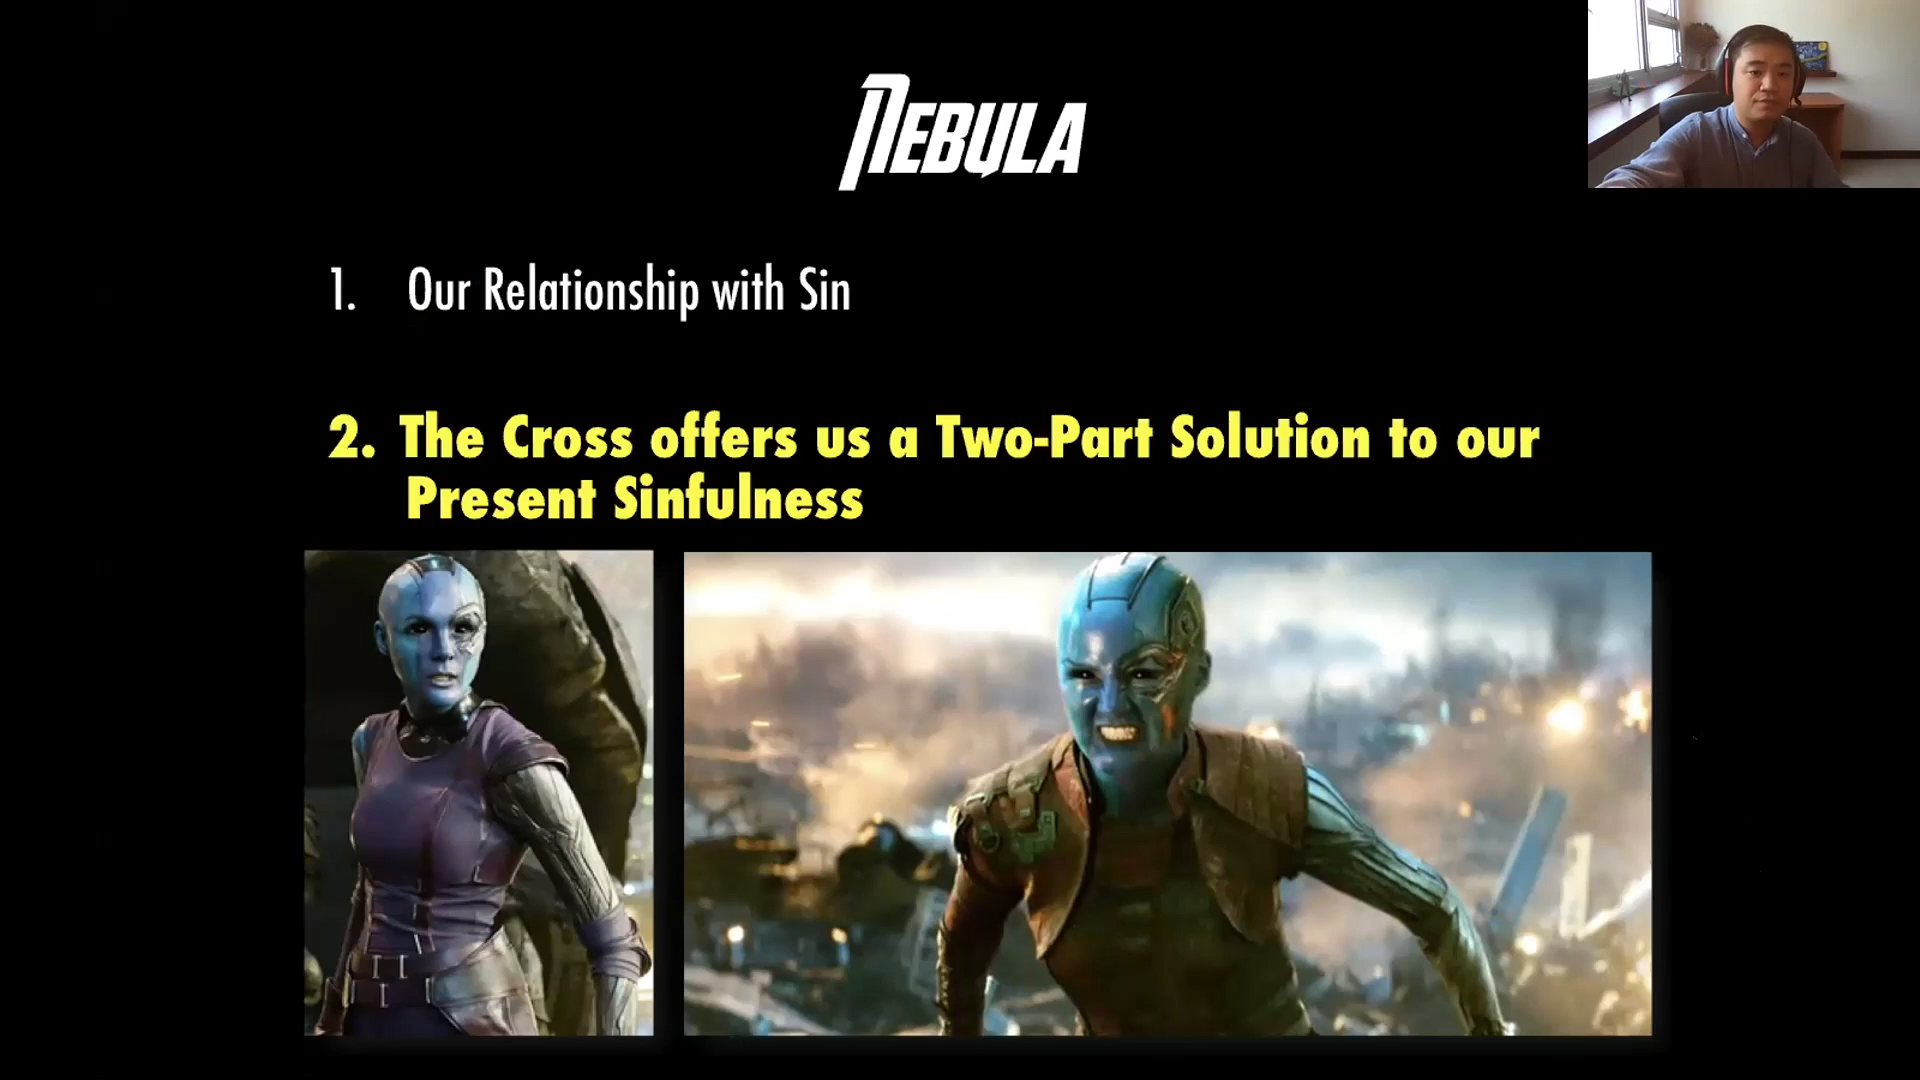 NEBULA
1. Our Relationship with Sin
2. The Cross offers us a Two-Part Solution to our
Present Sinfulness